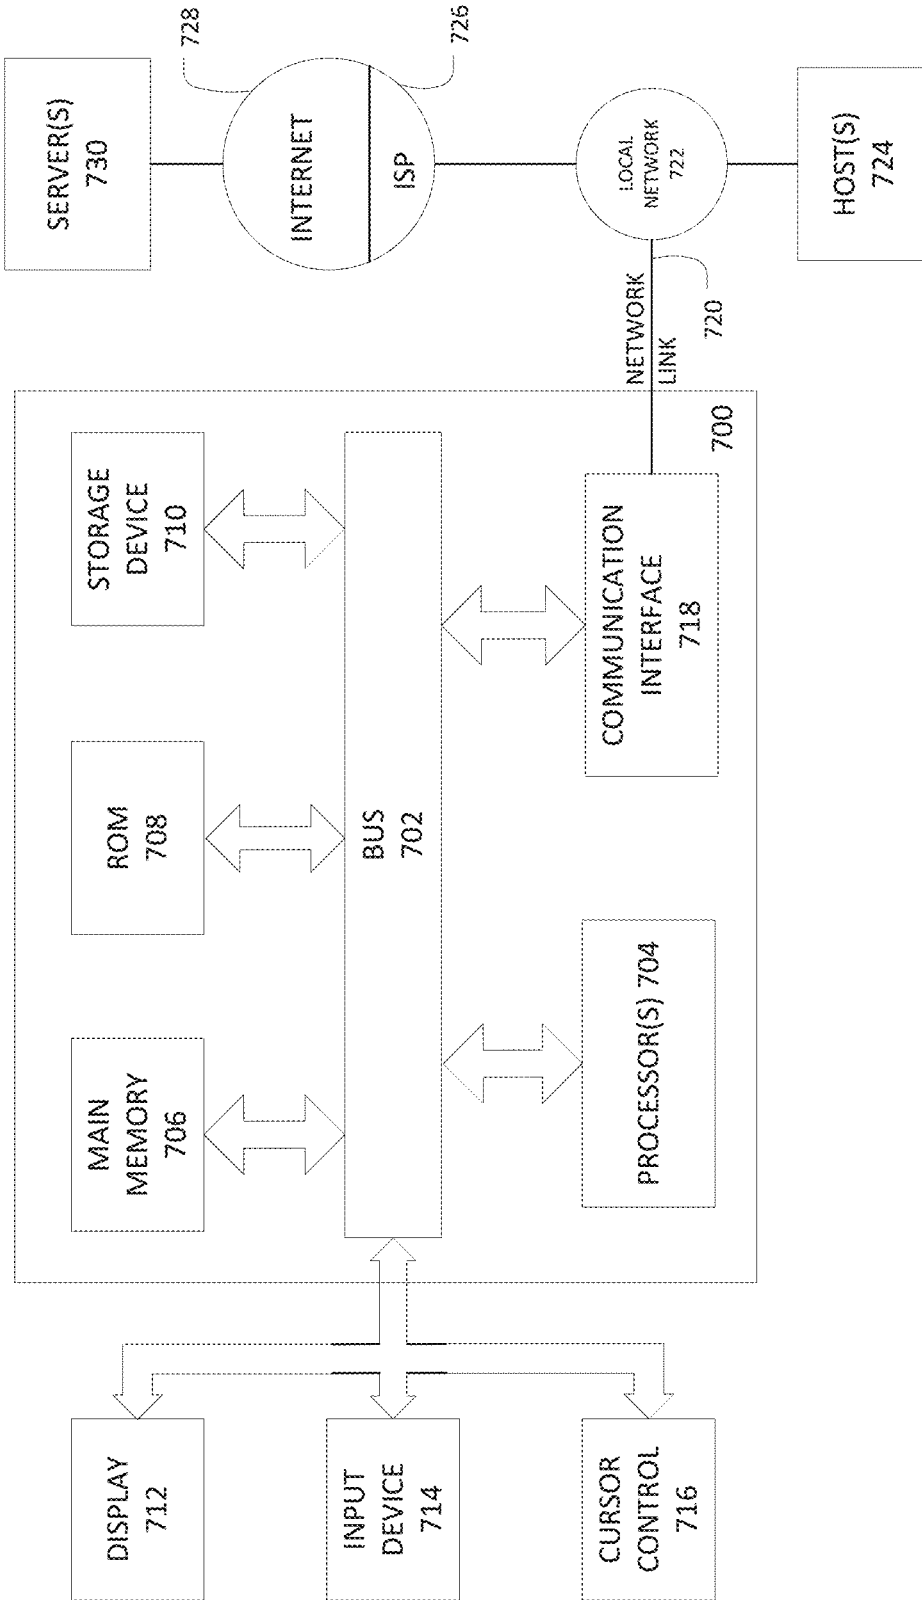 DISPLAY
712
MAIN
MEMORY
706
ROM
708
STORAGE
DEVICE
710
SERVER(S)
730
728
INTERNET
INPUT
DEVICE
714
BUS
702
ISP
726
CURSOR
CONTROL
716
PROCESSOR(S) 704
COMMUNICATION
INTERFACE
718
NETWORK
LINK
720
LOCAL
NETWORK
722
700
HOST(S)
724